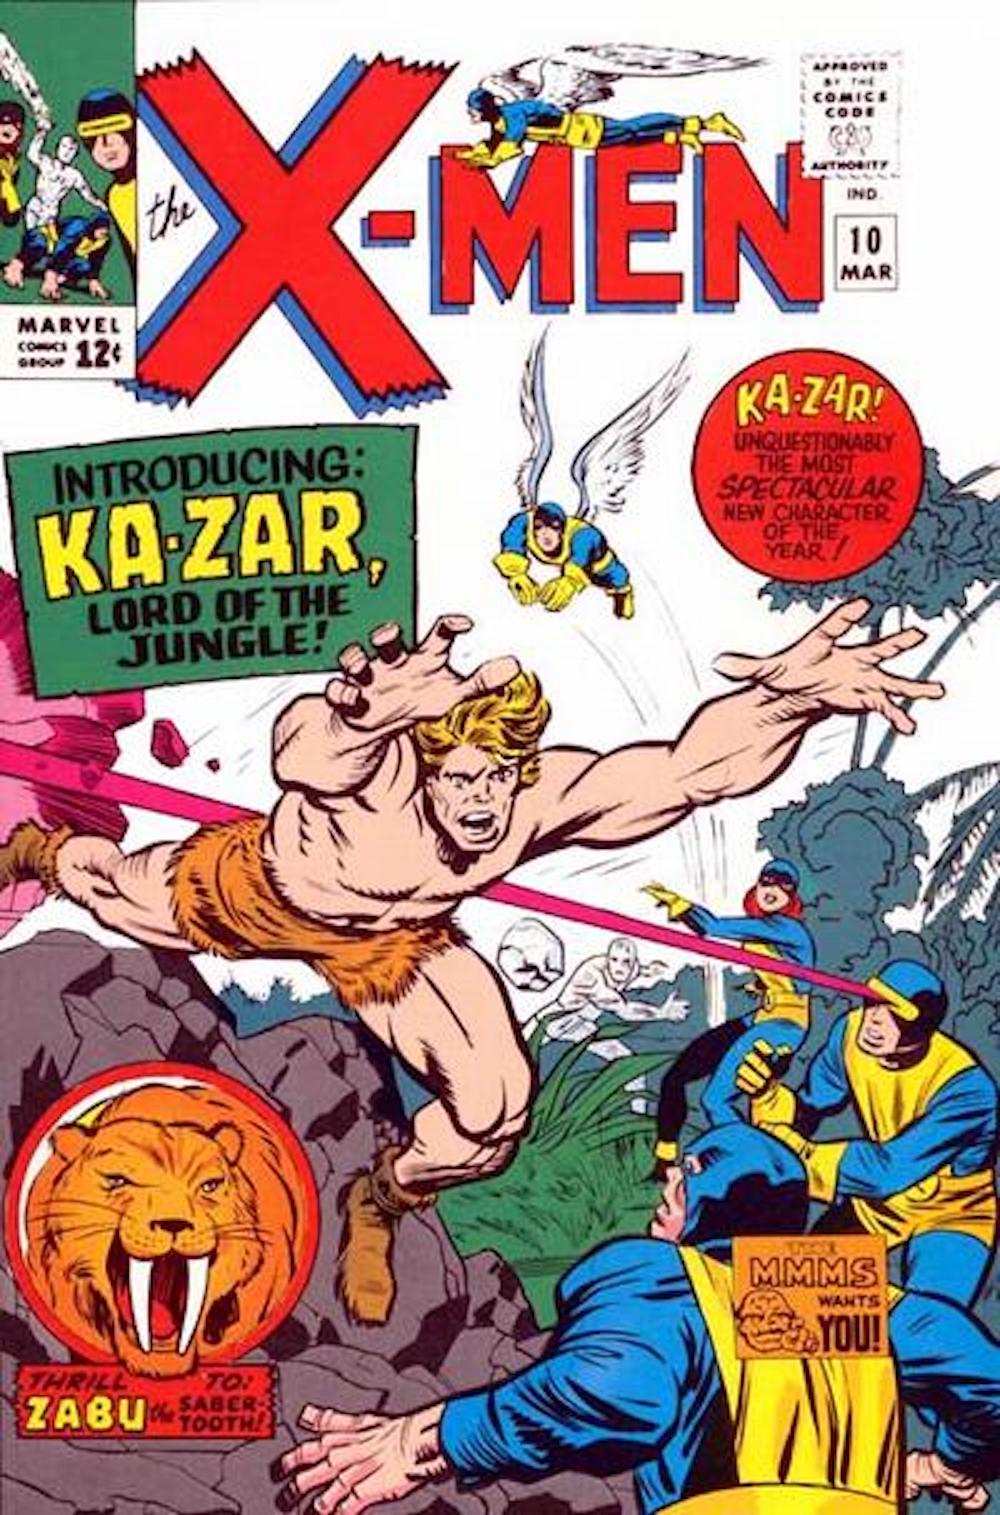 the X-MEN
APPROVED
BY THE
COMICS
CODE
AUTHORITY
IND.
10
MAR
MARVEL
COMICS
GROUP 12¢
INTRODUCING:
KA-ZAR,
LORD OF THE
JUNGLE!
KA-ZAR!
UNQUESTIONABLY
THE MOST
SPECTACULAR
NEW CHARACTER
OF THE
YEAR!
THRILL TO:
ZABU the SABER-
TOOTH!
THE
MMMS
WANTS
YOU!